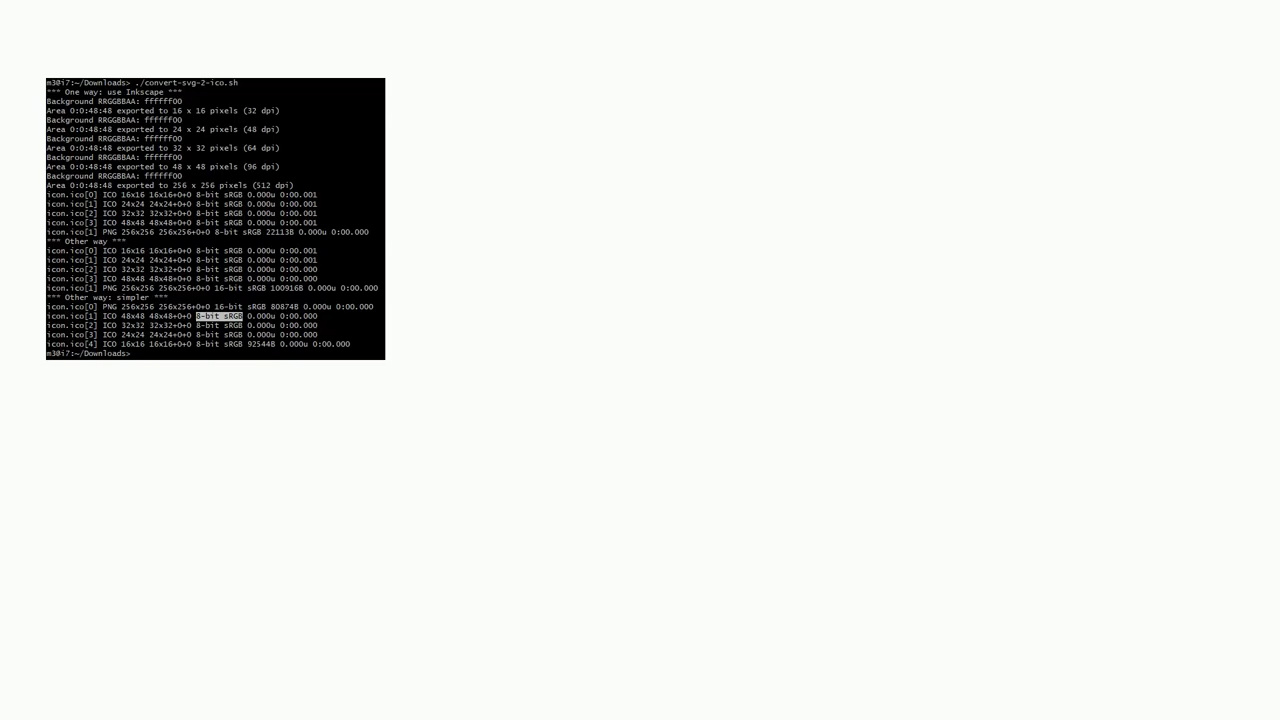 m30i7:~/Downloads> ./convert-svg-2-ico.sh
*** One way: use Inkscape ***
Background RRGGBBAA: ffffff00
Area 0:0:48:48 exported to 16 x 16 pixels (32 dpi)
Background RRGGBBAA: ffffff00
Area 0:0:48:48 exported to 24 x 24 pixels (48 dpi)
Background RRGGBBAA: ffffff00
Area 0:0:48:48 exported to 32 x 32 pixels (64 dpi)
Background RRGGBBAA: ffffff00
Area 0:0:48:48 exported to 48 x 48 pixels (96 dpi)
Background RRGGBBAA: ffffff00
Area 0:0:48:48 exported to 256 x 256 pixels (512 dpi)
icon.ico[0] ICO 16x16 16x16+0+0 8-bit sRGB 0.000u 0:00.001
icon.ico[1] ICO 24x24 24x24+0+0 8-bit sRGB 0.000u 0:00.001
icon.ico[2] ICO 32x32 32x32+0+0 8-bit sRGB 0.000u 0:00.001
icon.ico[3] ICO 48x48 48x48+0+0 8-bit sRGB 0.000u 0:00.001
icon.ico[1] PNG 256x256 256x256+0+0 8-bit sRGB 22113B 0.000u 0:00.000
*** Other way ***
icon.ico[0] ICO 16x16 16x16+0+0 8-bit sRGB 0.000u 0:00.001
icon.ico[1] ICO 24x24 24x24+0+0 8-bit sRGB 0.000u 0:00.001
icon.ico[2] ICO 32x32 32x32+0+0 8-bit sRGB 0.000u 0:00.000
icon.ico[3] ICO 48x48 48x48+0+0 8-bit sRGB 0.000u 0:00.000
icon.ico[1] PNG 256x256 256x256+0+0 16-bit sRGB 100916B 0.000u 0:00.000
*** Other way: simpler ***
icon.ico[0] PNG 256x256 256x256+0+0 16-bit sRGB 80874B 0.000u 0:00.000
icon.ico[1] ICO 48x48 48x48+0+0 8-bit sRGB 0.000u 0:00.000
icon.ico[2] ICO 32x32 32x32+0+0 8-bit sRGB 0.000u 0:00.000
icon.ico[3] ICO 24x24 24x24+0+0 8-bit sRGB 0.000u 0:00.000
icon.ico[4] ICO 16x16 16x16+0+0 8-bit sRGB 92544B 0.000u 0:00.000
m30i7:~/Downloads>